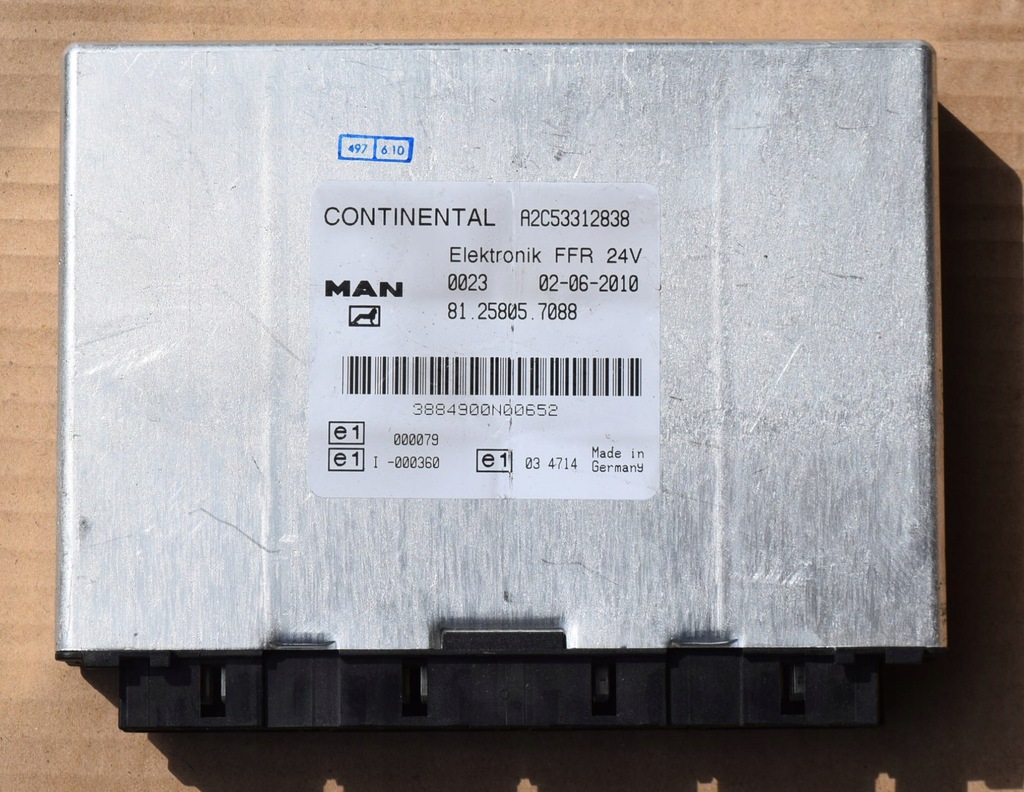 497 6.10
CONTINENTAL A2C53312838
Elektronik FFR 24V
MAN 0023 02-06-2010
81.25805.7088
3884900N00652
e1 000079
e1 I -000360 e1 03 4714 Made in
Germany